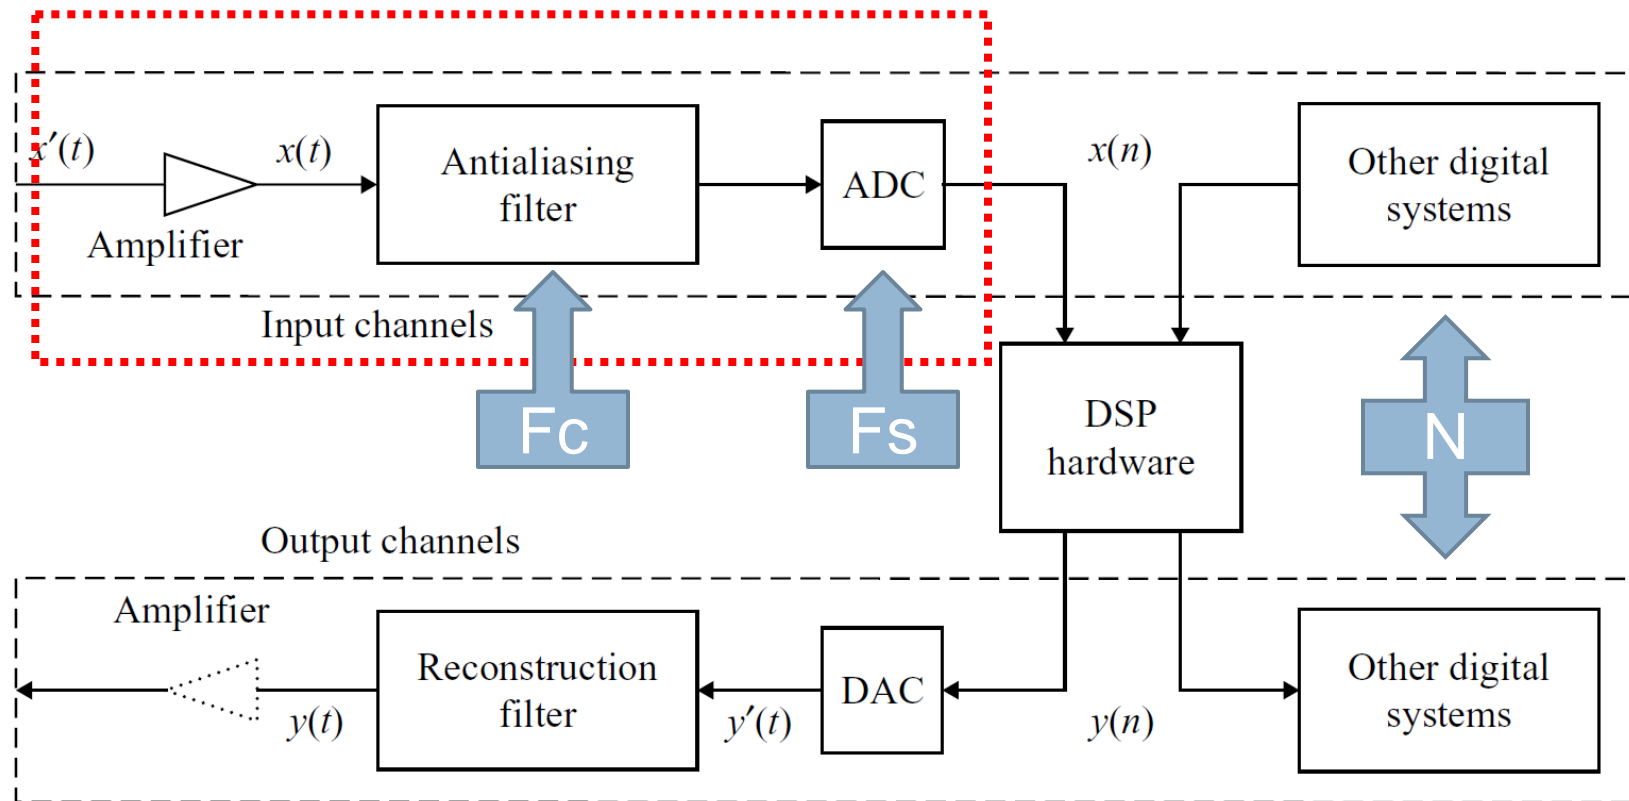 x′(t)
x(t)
Amplifier
Antialiasing
filter
ADC
x(n)
Other digital
systems
Input channels
Fc
Fs
DSP
hardware
N
Output channels
Amplifier
y(t)
Reconstruction
filter
y′(t)
DAC
y(n)
Other digital
systems